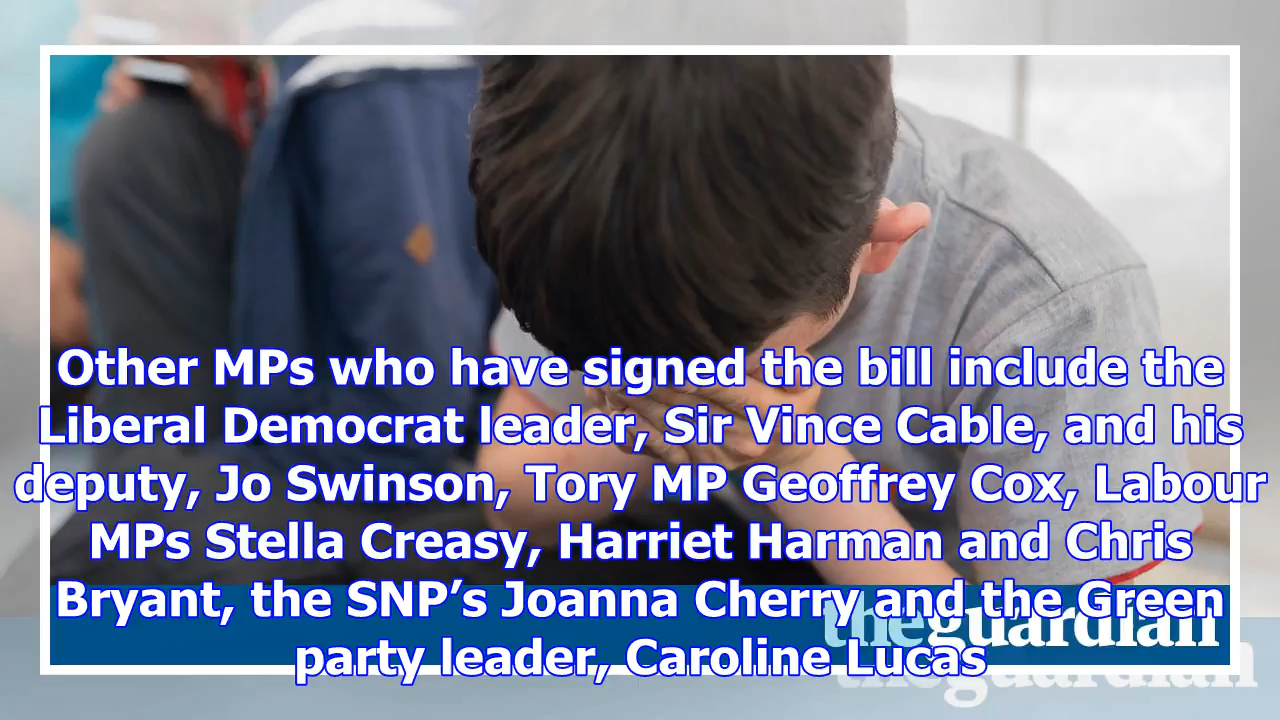 Other MPs who have signed the bill include the
Liberal Democrat leader, Sir Vince Cable, and his
deputy, Jo Swinson, Tory MP Geoffrey Cox, Labour
MPs Stella Creasy, Harriet Harman and Chris
Bryant, the SNP’s Joanna Cherry and the Green
party leader, Caroline Lucas
theguardian
theguardian